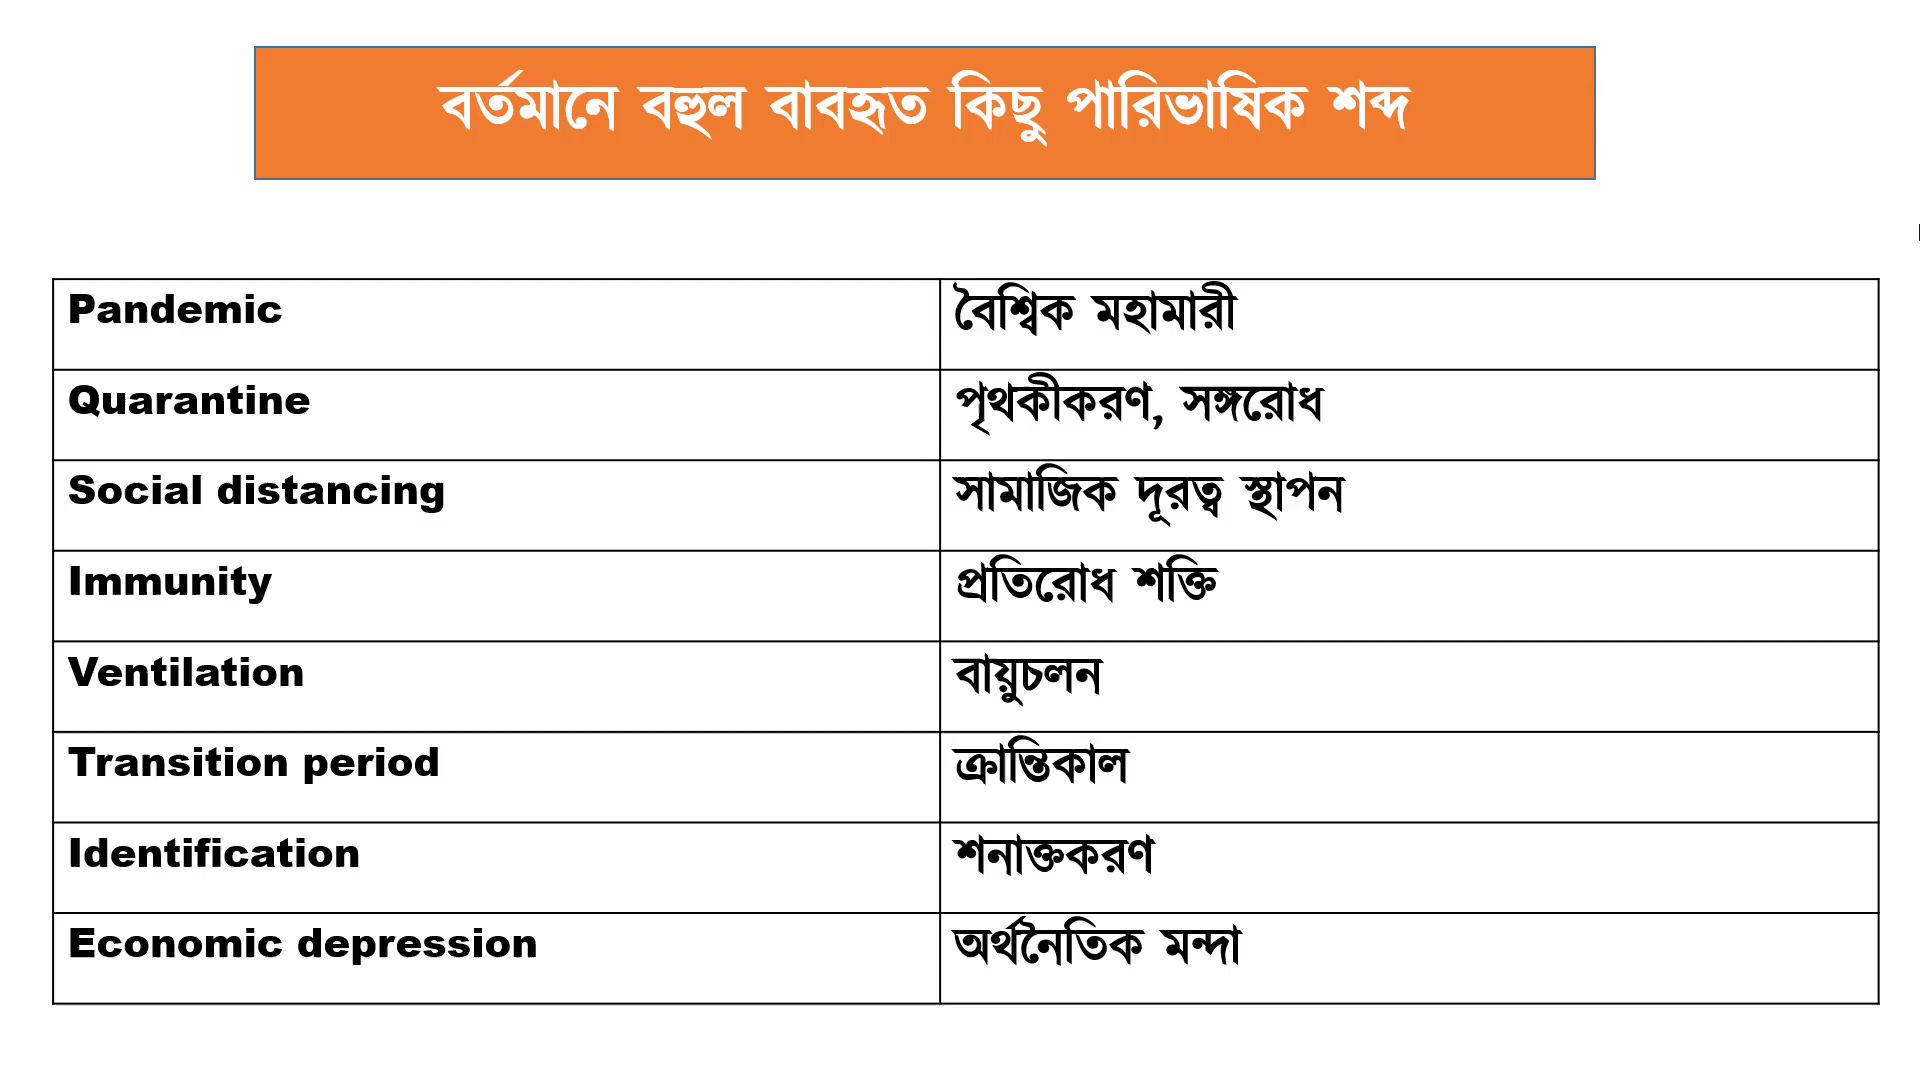 বর্তমানে বহুল বাবহৃত কিছু পারিভাষিক শব্দ
Pandemic বৈশ্বিক মহামারী
Quarantine পৃথকীকরণ, সঙ্গরোধ
Social distancing সামাজিক দূরত্ব স্থাপন
Immunity প্রতিরোধ শক্তি
Ventilation বায়ুচলন
Transition period ক্রান্তিকাল
Identification শনাক্তকরণ
Economic depression অর্থনৈতিক মন্দা